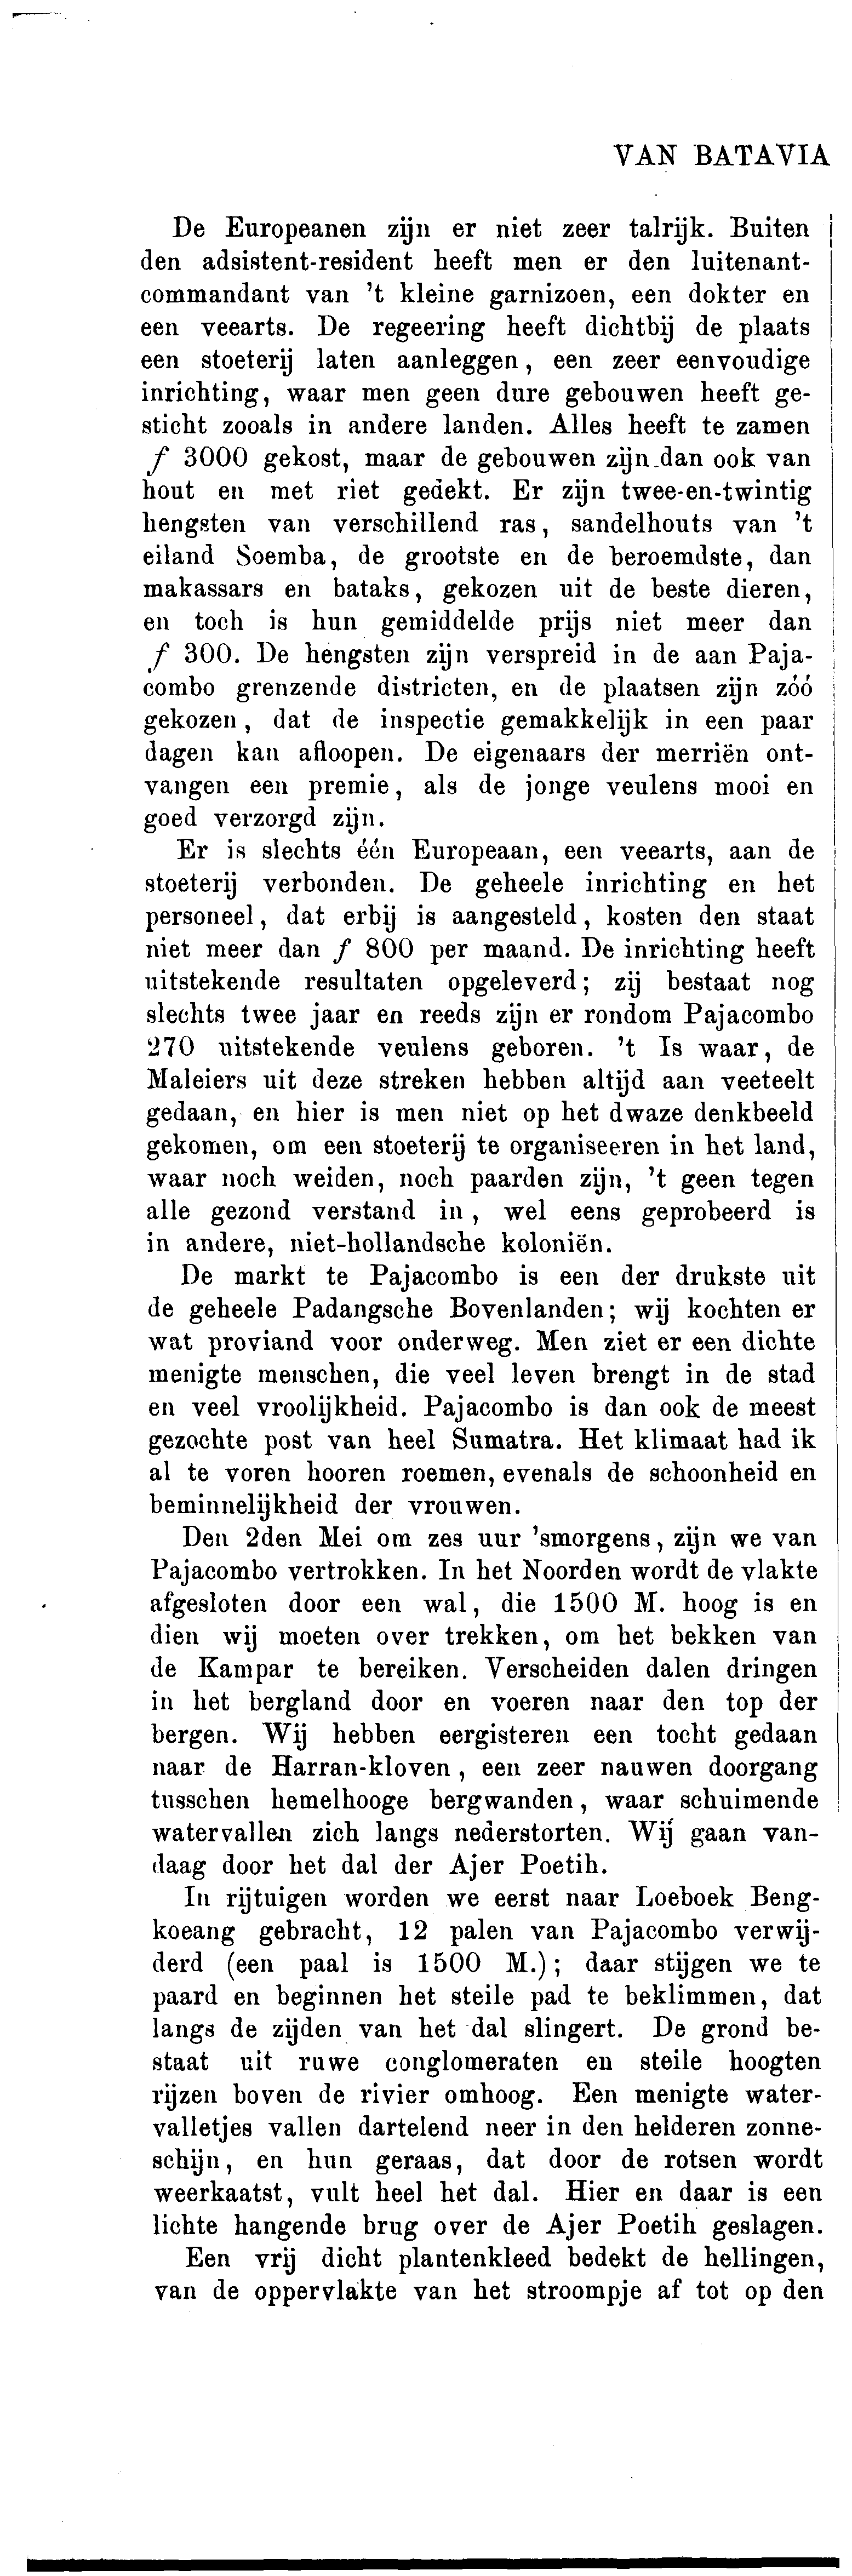 VAN BATAVIA
De Europeanen zijn er niet zeer talrijk. Buiten
den adsistent-resident heeft men er den luitenant-
commandant van 't kleine garnizoen, een dokter en
een veearts. De regeering heeft dichtbij de plaats
een stoeterij laten aanleggen, een zeer eenvoudige
inrichting, waar men geen dure gebouwen heeft ge-
sticht zooals in andere landen. Alles heeft te zamen
f 3000 gekost, maar de gebouwen zijn dan ook van
hout en met riet gedekt. Er zijn twee-en-twintig
hengsten van verschillend ras, sandelhouts van 't
eiland Soemba, de grootste en de beroemdste, dan
makassars en bataks, gekozen uit de beste dieren,
en toch is hun gemiddelde prijs niet meer dan
f 300. De hengsten zijn verspreid in de aan Paja-
combo grenzende districten, en de plaatsen zijn zóó
gekozen, dat de inspectie gemakkelijk in een paar
dagen kan afloopen. De eigenaars der merriën ont-
vangen een premie, als de jonge veulens mooi en
goed verzorgd zijn.
Er is slechts één Europeaan, een veearts, aan de
stoeterij verbonden. De geheele inrichting en het
personeel, dat erbij is aangesteld, kosten den staat
niet meer dan f 800 per maand. De inrichting heeft
uitstekende resultaten opgeleverd; zij bestaat nog
slechts twee jaar en reeds zijn er rondom Pajacombo
270 uitstekende veulens geboren. 't Is waar, de
Maleiers uit deze streken hebben altijd aan veeteelt
gedaan, en hier is men niet op het dwaze denkbeeld
gekomen, om een stoeterij te organiseeren in het land,
waar noch weiden, noch paarden zijn, 't geen tegen
alle gezond verstand in, wel eens geprobeerd is
in andere, niet-hollandsche koloniën.
De markt te Pajacombo is een der drukste uit
de geheele Padangsche Bovenlanden; wij kochten er
wat proviand voor onderweg. Men ziet er een dichte
menigte menschen, die veel leven brengt in de stad
en veel vroolijkheid. Pajacombo is dan ook de meest
gezochte post van heel Sumatra. Het klimaat had ik
al te voren hooren roemen, evenals de schoonheid en
beminnelijkheid der vrouwen.
Den 2den Mei om zes uur 'smorgens, zijn we van
Pajacombo vertrokken. In het Noorden wordt de vlakte
afgesloten door een wal, die 1500 M. hoog is en
dien wij moeten over trekken, om het bekken van
de Kampar te bereiken. Verscheiden dalen dringen
in het bergland door en voeren naar den top der
bergen. Wij hebben eergisteren een tocht gedaan
naar de Harran-kloven, een zeer nauwen doorgang
tusschen hemelhooge bergwanden, waar schuimende
watervallen zich langs nederstorten. Wij gaan van-
daag door het dal der Ajer Poetih.
In rijtuigen worden we eerst naar Loeboek Beng-
koeang gebracht, 12 palen van Pajacombo verwij-
derd (een paal is 1500 M.); daar stijgen we te
paard en beginnen het steile pad te beklimmen, dat
langs de zijden van het dal slingert. De grond be-
staat uit ruwe conglomeraten en steile hoogten
rijzen boven de rivier omhoog. Een menigte water-
valletjes vallen dartelend neer in den helderen zonne-
schijn, en hun geraas, dat door de rotsen wordt
weerkaatst, vult heel het dal. Hier en daar is een
lichte hangende brug over de Ajer Poetih geslagen.
Een vrij dicht plantenkleed bedekt de hellingen,
van de oppervlakte van het stroompje af tot op den